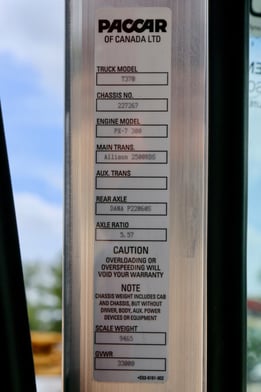 PACCAR
OF CANADA LTD
TRUCK MODEL
T370
CHASSIS NO.
227267
ENGINE MODEL
PX-7 300
MAIN TRANS.
Allison 2500RDS
AUX. TRANS
REAR AXLE
DANA P22060S
AXLE RATIO
5.57
CAUTION
OVERLOADING OR
OVERSPEEDING WILL
VOID YOUR WARRANTY
NOTE
CHASSIS WEIGHT INCLUDES CAB
AND CHASSIS, BUT WITHOUT
DRIVER, BODY, AUX. POWER
DEVICES OR EQUIPMENT
SCALE WEIGHT
9465
GVWR
33000